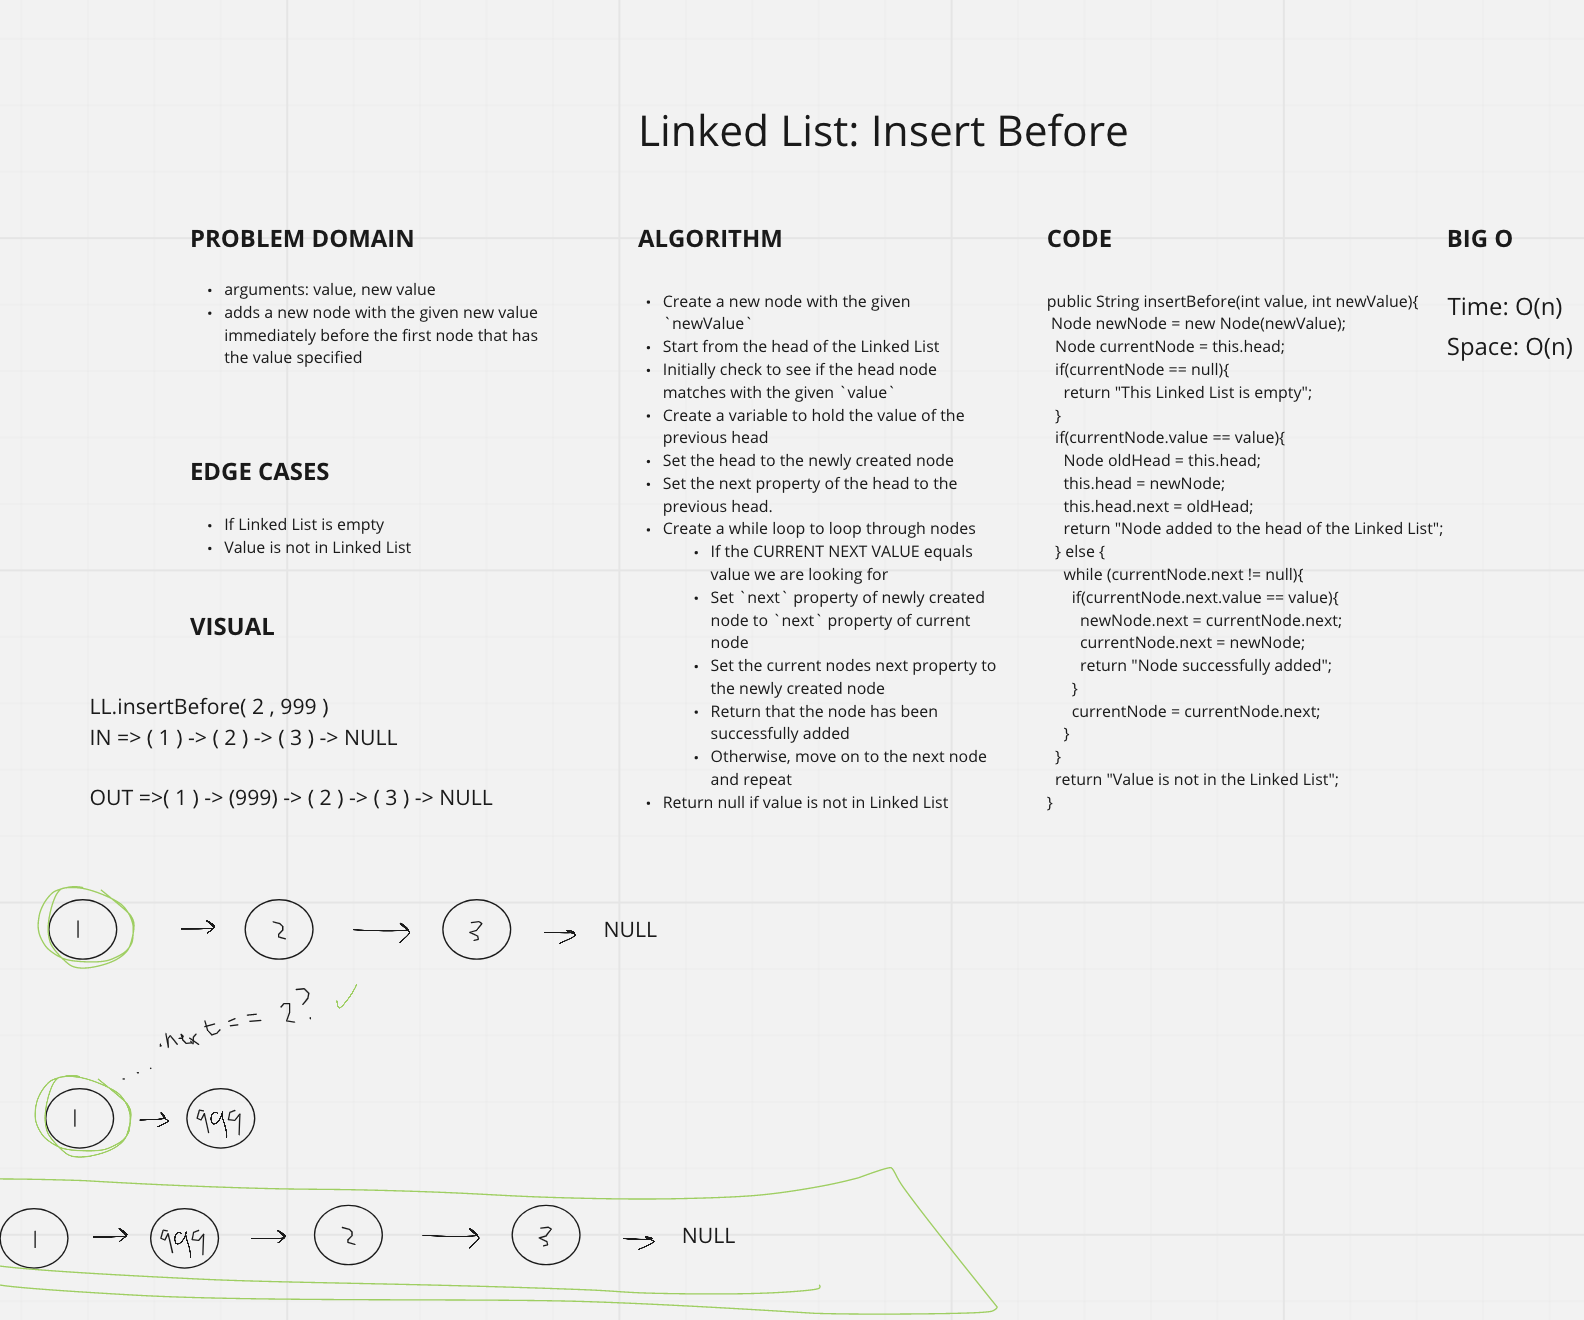 Linked List: Insert Before
PROBLEM DOMAIN
• arguments: value, new value
• adds a new node with the given new value
immediately before the first node that has
the value specified
EDGE CASES
• If Linked List is empty
• Value is not in Linked List
VISUAL
LL.insertBefore( 2 , 999 )
IN => ( 1 ) -> ( 2 ) -> ( 3 ) -> NULL
OUT =>( 1 ) -> (999) -> ( 2 ) -> ( 3 ) -> NULL
ALGORITHM
• Create a new node with the given
`newValue`
• Start from the head of the Linked List
• Initially check to see if the head node
matches with the given `value`
• Create a variable to hold the value of the
previous head
• Set the head to the newly created node
• Set the next property of the head to the
previous head.
• Create a while loop to loop through nodes
• If the CURRENT NEXT VALUE equals
value we are looking for
• Set `next` property of newly created
node to `next` property of current
node
• Set the current nodes next property to
the newly created node
• Return that the node has been
successfully added
• Otherwise, move on to the next node
and repeat
• Return null if value is not in Linked List
CODE
public String insertBefore(int value, int newValue){
Node newNode = new Node(newValue);
Node currentNode = this.head;
if(currentNode == null){
return "This Linked List is empty";
}
if(currentNode.value == value){
Node oldHead = this.head;
this.head = newNode;
this.head.next = oldHead;
return "Node added to the head of the Linked List";
} else {
while (currentNode.next != null){
if(currentNode.next.value == value){
newNode.next = currentNode.next;
currentNode.next = newNode;
return "Node successfully added";
}
currentNode = currentNode.next;
}
}
return "Value is not in the Linked List";
}
BIG O
Time: O(n)
Space: O(n)
1 → 2 → 3 → NULL
... .next == 2? ✓
1 → 999
1 → 999 → 2 → 3 → NULL